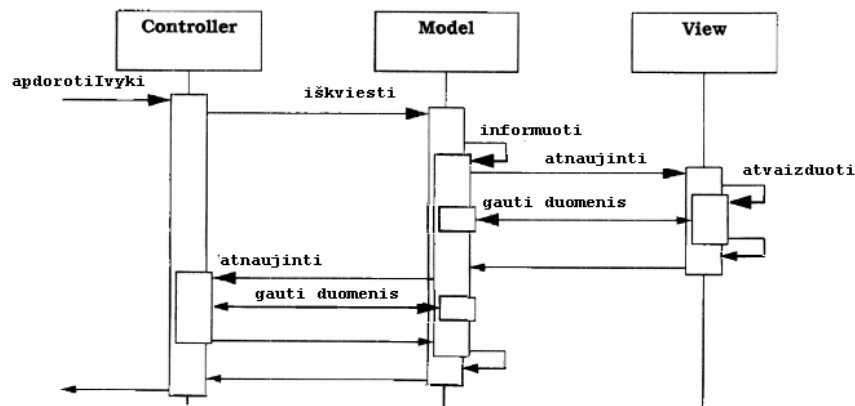 Controller
Model
View
apdorotiIvyki
iškviesti
informuoti
atnaujinti
atvaizduoti
gauti duomenis
atnaujinti
gauti duomenis